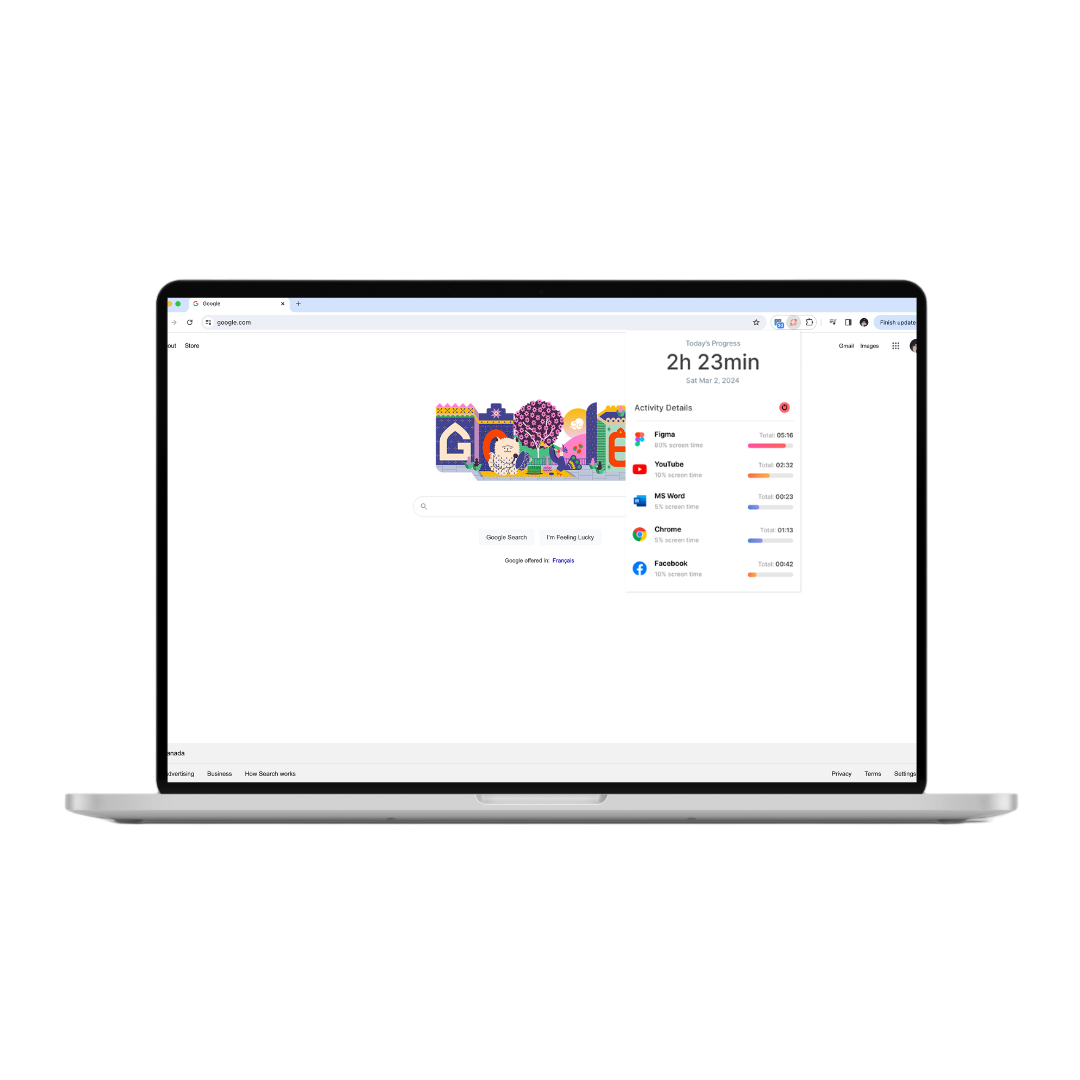 Google
google.com
Finish update
out Store
Gmail Images
Today's Progress
2h 23min
Sat Mar 2, 2024
Activity Details
Figma
Total: 05:16
80% screen time
YouTube
Total: 02:32
10% screen time
MS Word
Total: 00:23
5% screen time
Chrome
Total: 01:13
5% screen time
Facebook
Total: 00:42
10% screen time
Google Search I'm Feeling Lucky
Google offered in: Français
anada
dvertising Business How Search works
Privacy Terms Settings